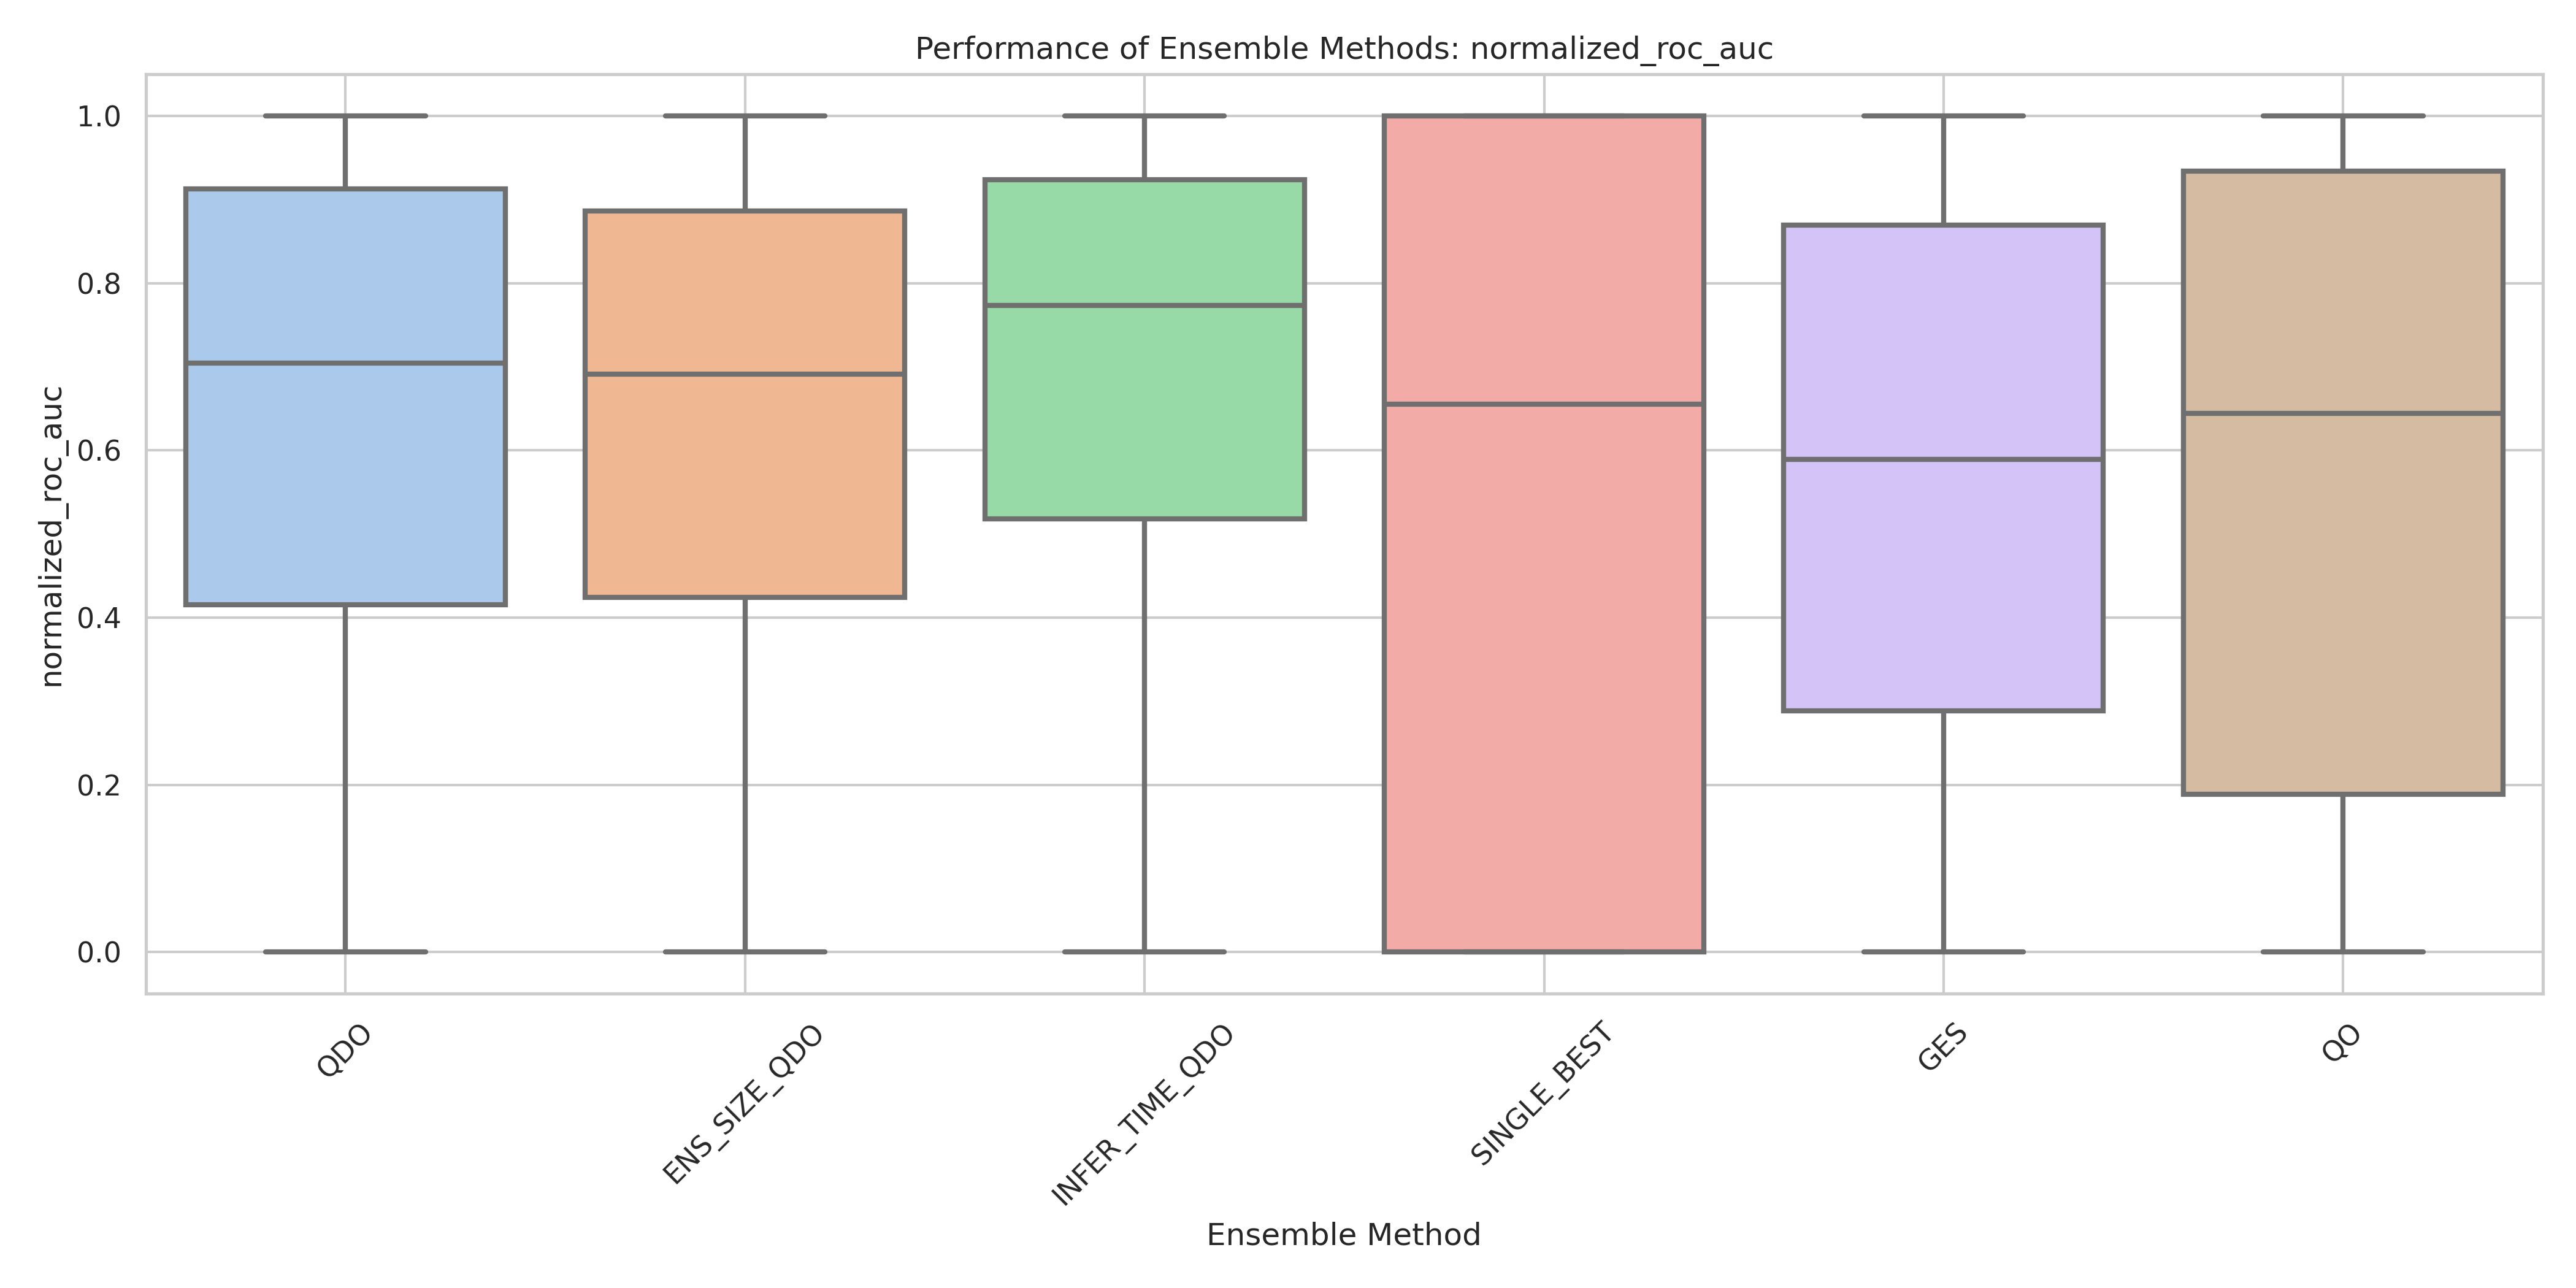 Performance of Ensemble Methods: normalized_roc_auc
normalized_roc_auc
1.0
0.8
0.6
0.4
0.2
0.0
QDO
ENS_SIZE_QDO
INFER_TIME_QDO
SINGLE_BEST
GES
QO
Ensemble Method